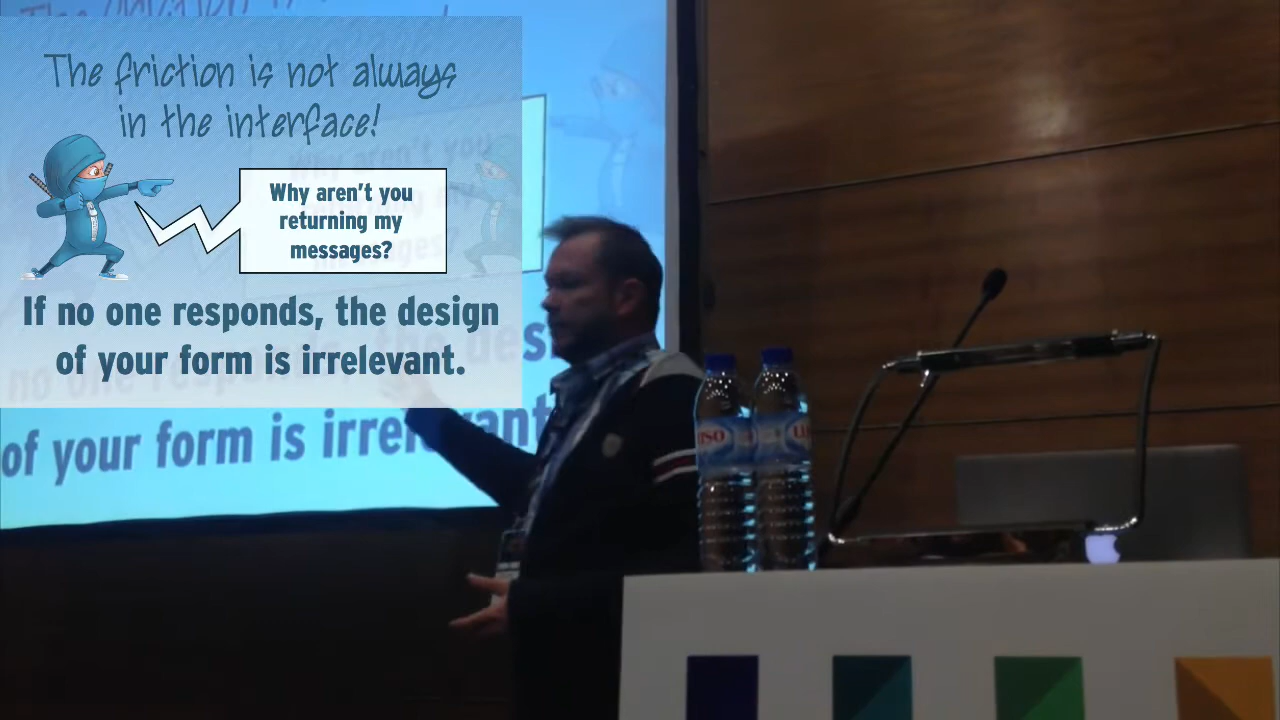 The friction is not always
in the interface!
Why aren't you
returning my
messages?
If no one responds, the design
of your form is irrelevant.
of your form is irrelevant